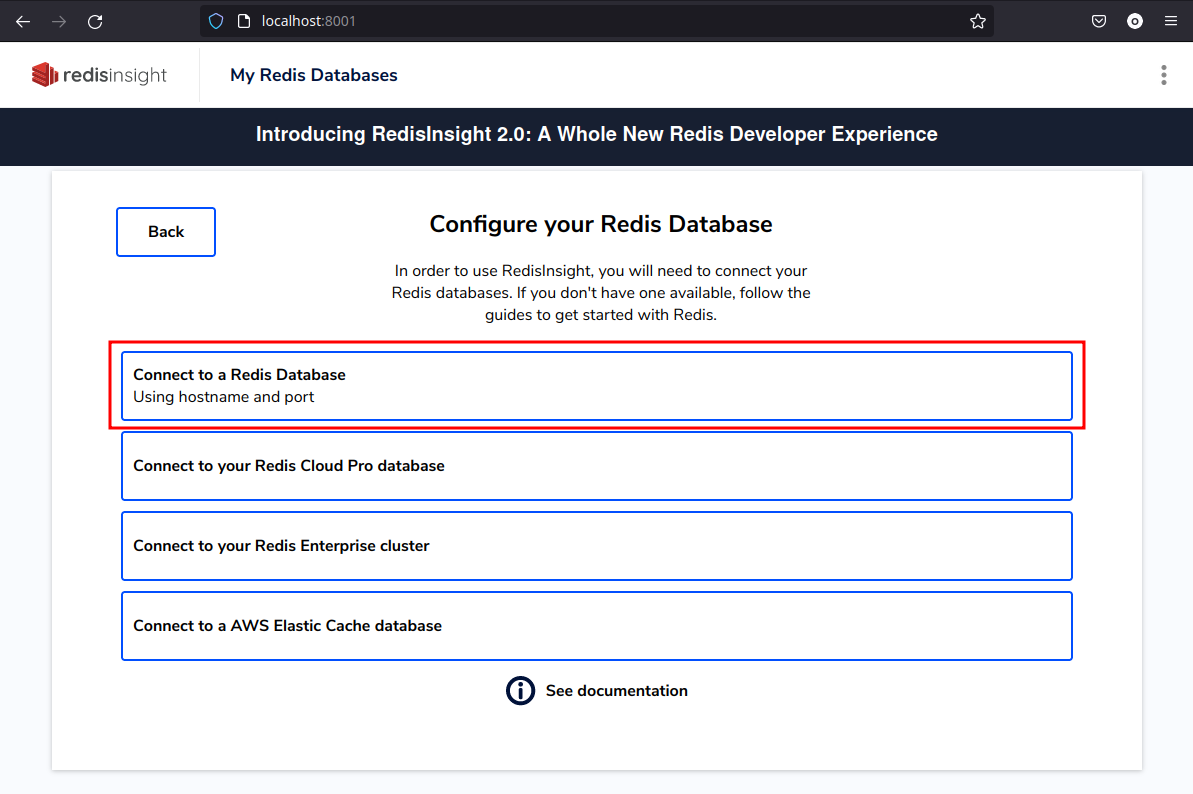 localhost:8001
redisinsight
My Redis Databases
Introducing RedisInsight 2.0: A Whole New Redis Developer Experience
Back
Configure your Redis Database
In order to use RedisInsight, you will need to connect your
Redis databases. If you don't have one available, follow the
guides to get started with Redis.
Connect to a Redis Database
Using hostname and port
Connect to your Redis Cloud Pro database
Connect to your Redis Enterprise cluster
Connect to a AWS Elastic Cache database
See documentation